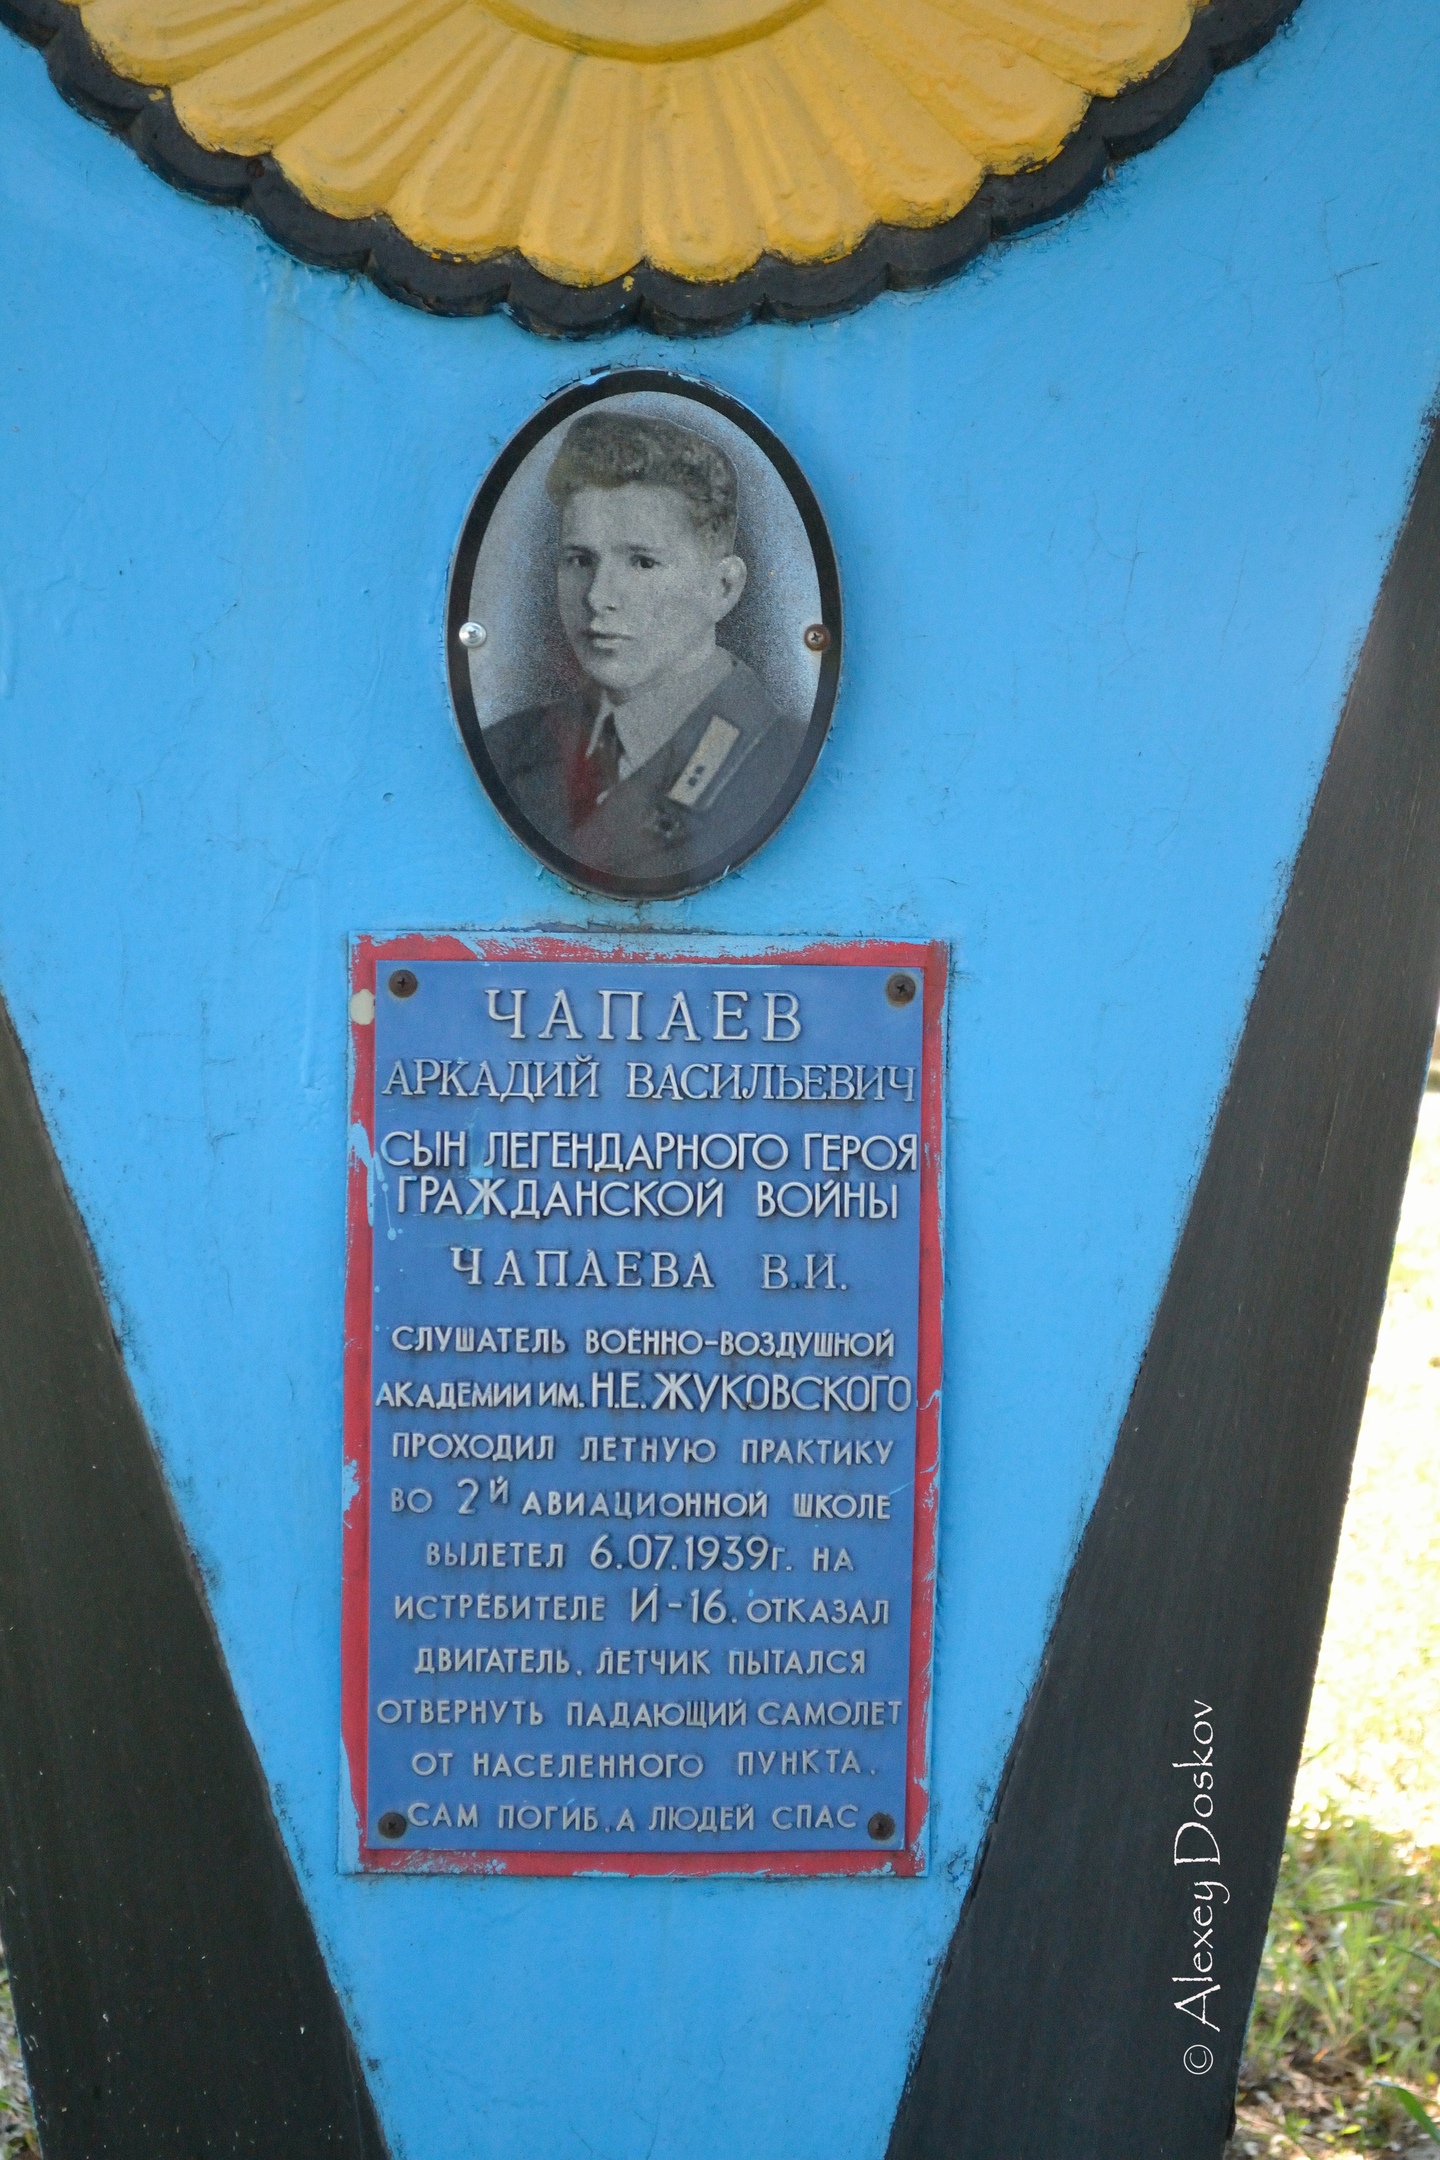 ЧАПАЕВ
АРКАДИЙ ВАСИЛЬЕВИЧ
СЫН ЛЕГЕНДАРНОГО ГЕРОЯ
ГРАЖДАНСКОЙ ВОЙНЫ
ЧАПАЕВА В.И.
СЛУШАТЕЛЬ ВОЕННО-ВОЗДУШНОЙ
АКАДЕМИИ ИМ. Н.Е. ЖУКОВСКОГО
ПРОХОДИЛ ЛЕТНУЮ ПРАКТИКУ
ВО 2Й АВИАЦИОННОЙ ШКОЛЕ
ВЫЛЕТЕЛ 6.07.1939г. НА
ИСТРЕБИТЕЛЕ И-16. ОТКАЗАЛ
ДВИГАТЕЛЬ. ЛЕТЧИК ПЫТАЛСЯ
ОТВЕРНУТЬ ПАДАЮЩИЙ САМОЛЕТ
ОТ НАСЕЛЕННОГО ПУНКТА.
САМ ПОГИБ, А ЛЮДЕЙ СПАС
© Alexey Doskov